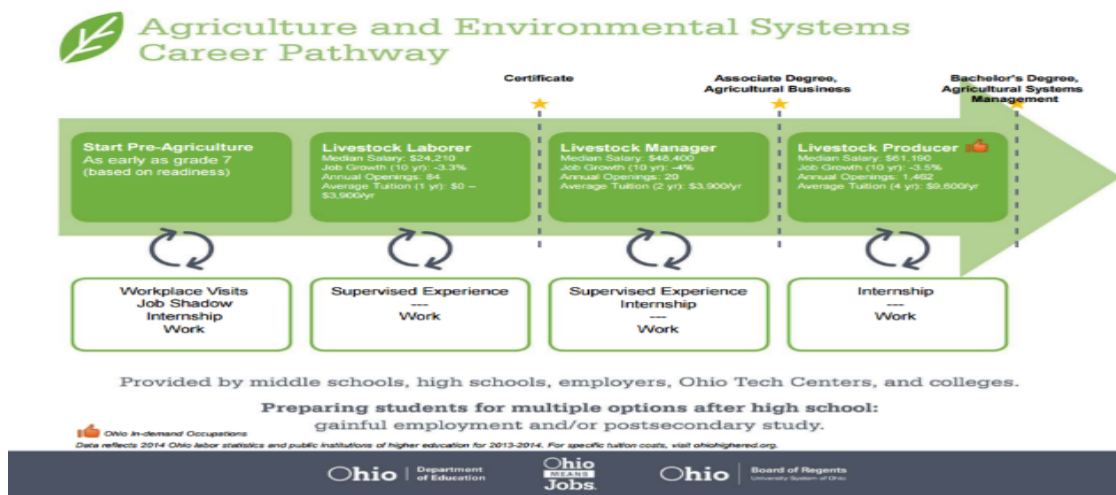 Agriculture and Environmental Systems
Career Pathway
Certificate
Associate Degree,
Agricultural Business
Bachelor's Degree,
Agricultural Systems
Management
Start Pre-Agriculture
As early as grade 7
(based on readiness)
Livestock Laborer
Median Salary: $24,210
Job Growth (10 yr): -3.3%
Annual Openings: 84
Average Tuition (1 yr): $0 –
$3,900/yr
Livestock Manager
Median Salary: $48,400
Job Growth (10 yr): -4%
Annual Openings: 20
Average Tuition (2 yr): $3,900/yr
Livestock Producer
Median Salary: $61,190
Job Growth (10 yr): -3.5%
Annual Openings: 1,462
Average Tuition (4 yr): $9,600/yr
Workplace Visits
Job Shadow
Internship
Work
Supervised Experience
---
Work
Supervised Experience
Internship
---
Work
Internship
---
Work
Provided by middle schools, high schools, employers, Ohio Tech Centers, and colleges.
Preparing students for multiple options after high school:
gainful employment and/or postsecondary study.
Ohio In-demand Occupations
Data reflects 2014 Ohio labor statistics and public institutions of higher education for 2013-2014. For specific tuition costs, visit ohiohighered.org.
Ohio Department
of Education
Ohio
MEANS
Jobs
Ohio Board of Regents
University System of Ohio